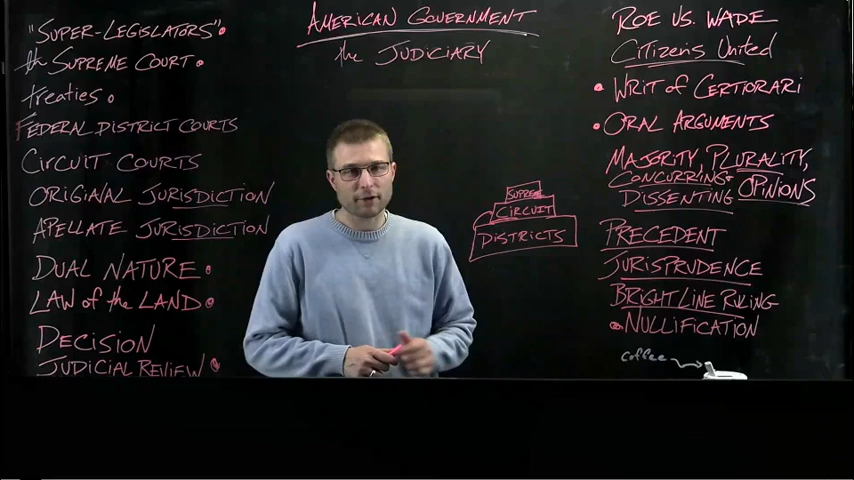 AMERICAN GOVERNMENT
the JUDICIARY
"SUPER-LEGISLATORS"
the SUPREME COURT
treaties
FEDERAL DISTRICT COURTS
CIRCUIT COURTS
ORIGINAL JURISDICTION
APELLATE JURISDICTION
DUAL NATURE
LAW of the LAND
DECISION
JUDICIAL REVIEW
SUPREME
CIRCUIT
DISTRICTS
ROE VS. WADE
Citizens United
WRIT of CERTIORARI
ORAL ARGUMENTS
MAJORITY, PLURALITY,
CONCURRING +
DISSENTING OPINIONS
PRECEDENT
JURISPRUDENCE
BRIGHT LINE RULING
NULLIFICATION
coffee